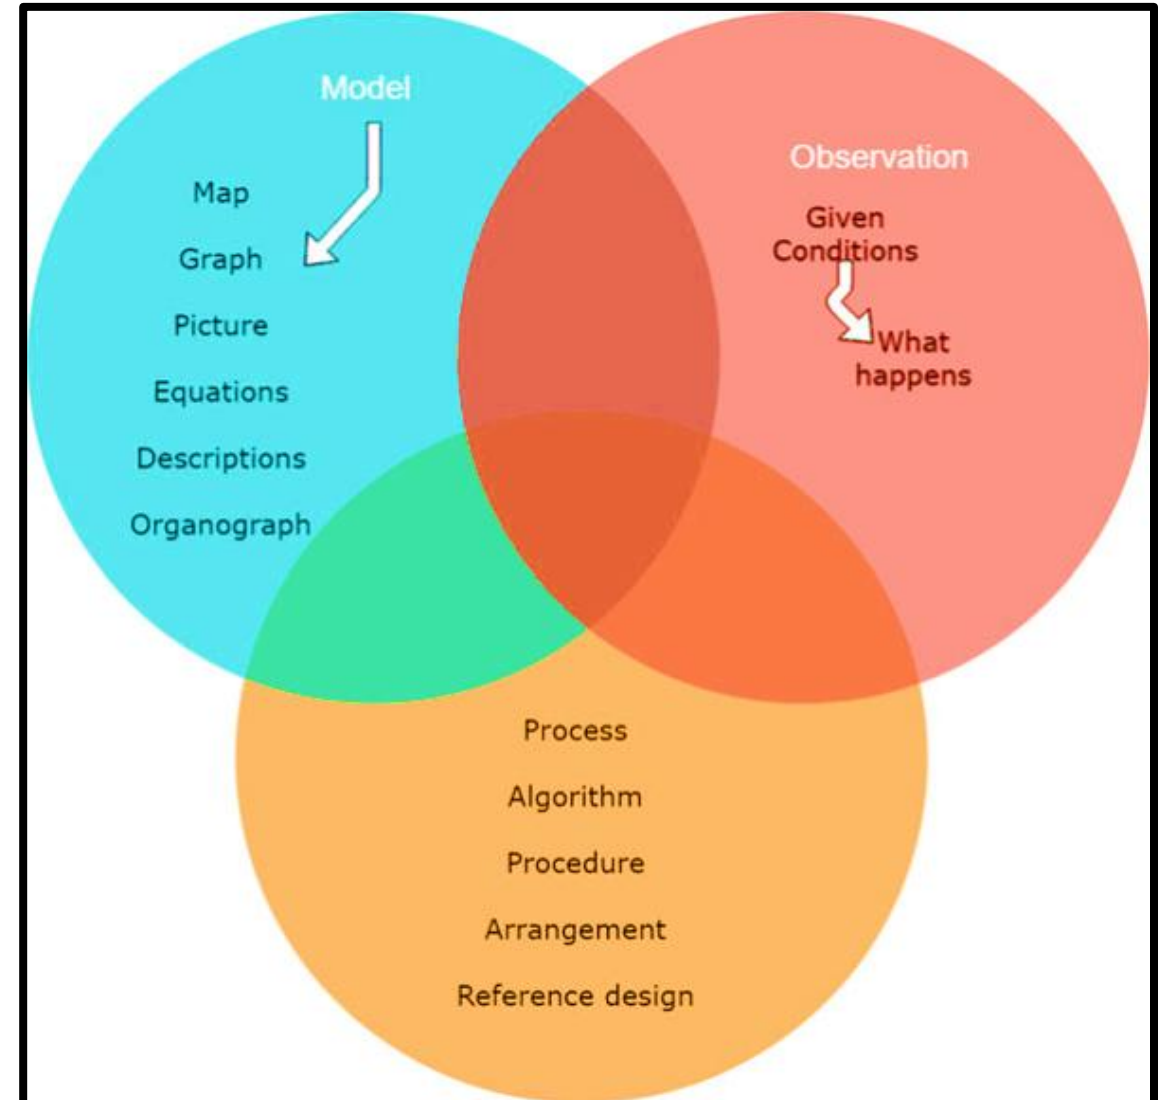 Model
Map
Graph
Picture
Equations
Descriptions
Organograph
Observation
Given
Conditions
What
happens
Process
Algorithm
Procedure
Arrangement
Reference design